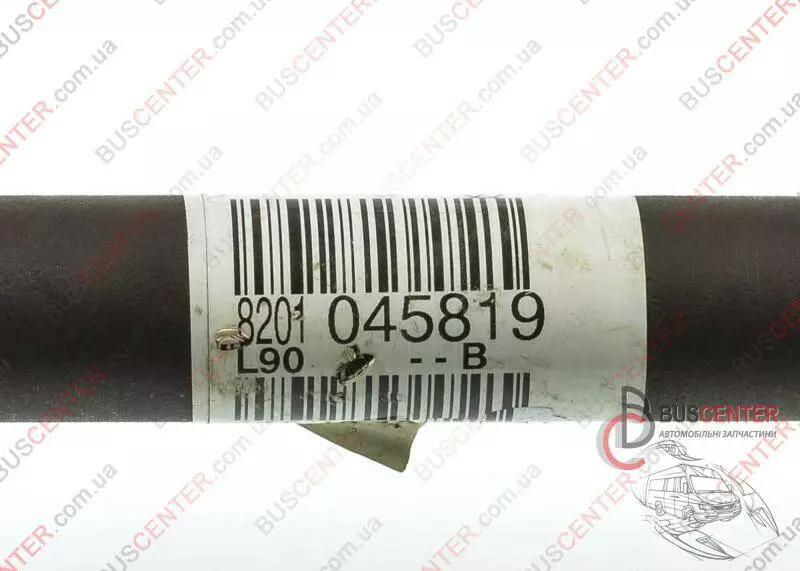 8201 045819
L90 -- B
BUSCENTER
АВТОМОБІЛЬНІ ЗАПЧАСТИНИ
BUSCENTER.com.ua